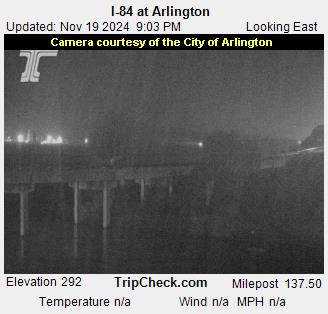 I-84 at Arlington
Updated: Nov 19 2024 9:03 PM Looking East
Camera courtesy of the City of Arlington
Elevation 292 TripCheck.com Milepost 137.50
Temperature n/a Wind n/a MPH n/a